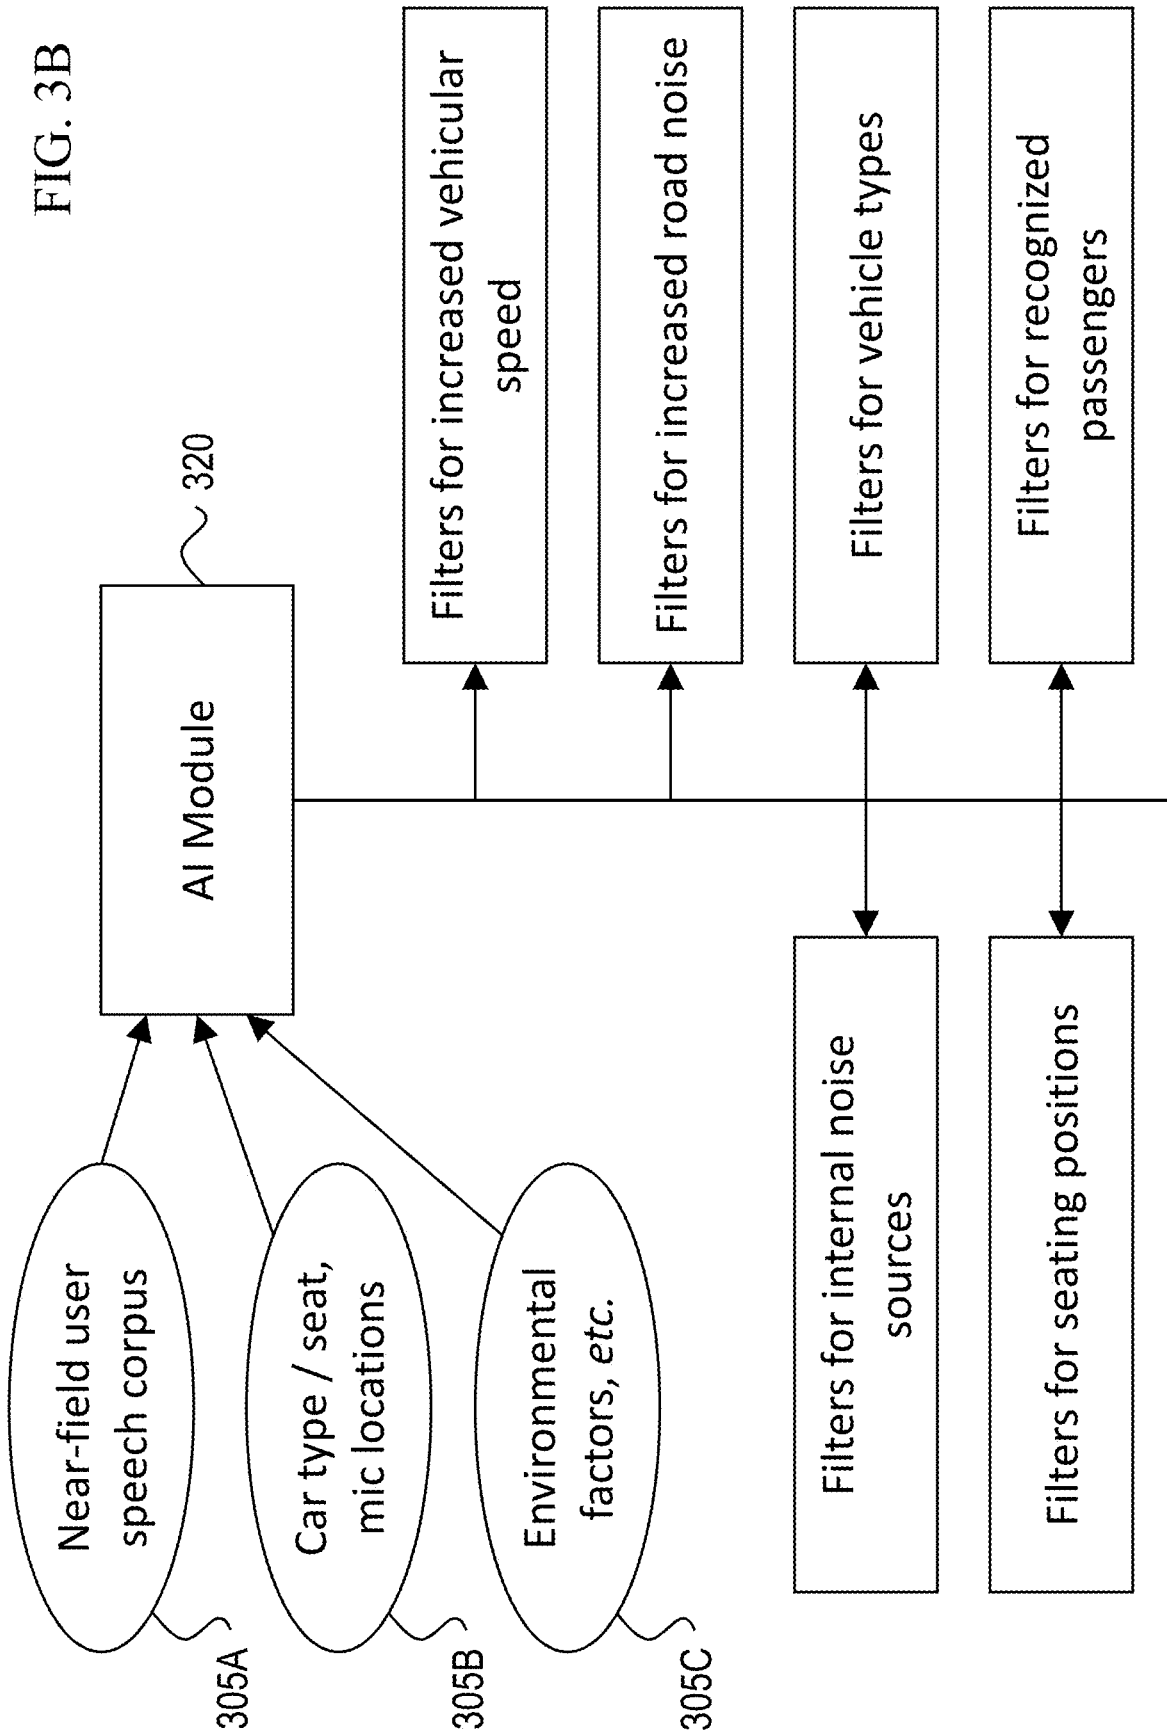 FIG. 3B
Near-field user
speech corpus
305A
Car type / seat,
mic locations
305B
Environmental
factors, etc.
305C
AI Module
320
Filters for increased vehicular
speed
Filters for increased road noise
Filters for internal noise
sources
Filters for vehicle types
Filters for seating positions
Filters for recognized
passengers